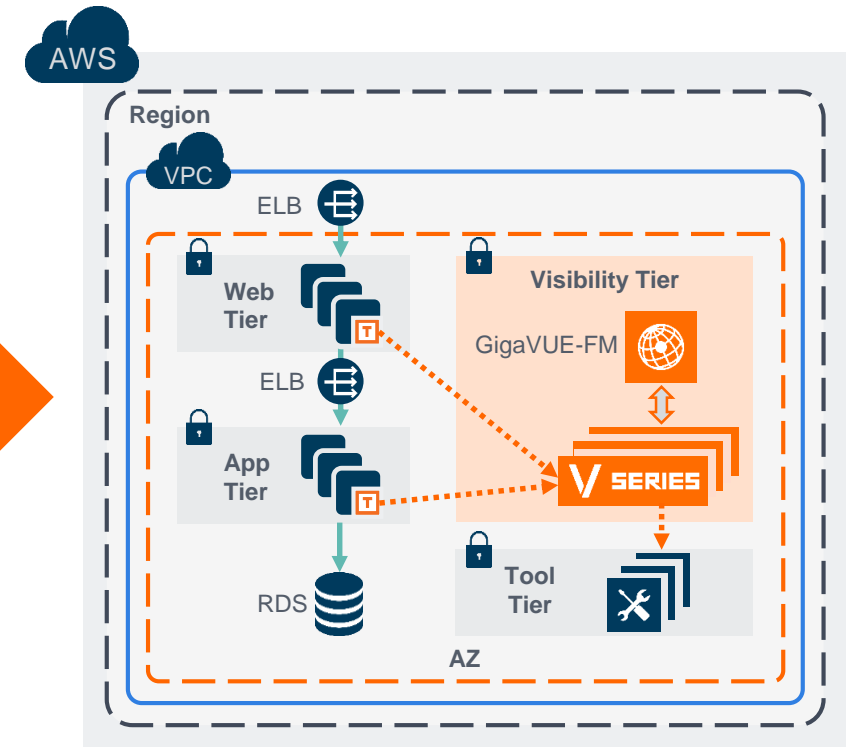 AWS
Region
VPC
ELB
Web
Tier
T
Visibility Tier
GigaVUE-FM
ELB
App
Tier
T
V SERIES
RDS
Tool
Tier
AZ